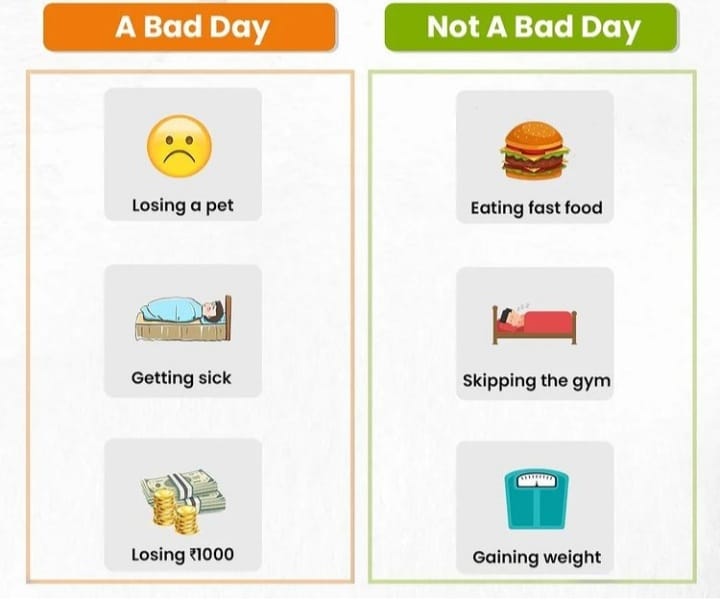 A Bad Day
Losing a pet
Getting sick
Losing ₹1000
Not A Bad Day
Eating fast food
Skipping the gym
Gaining weight